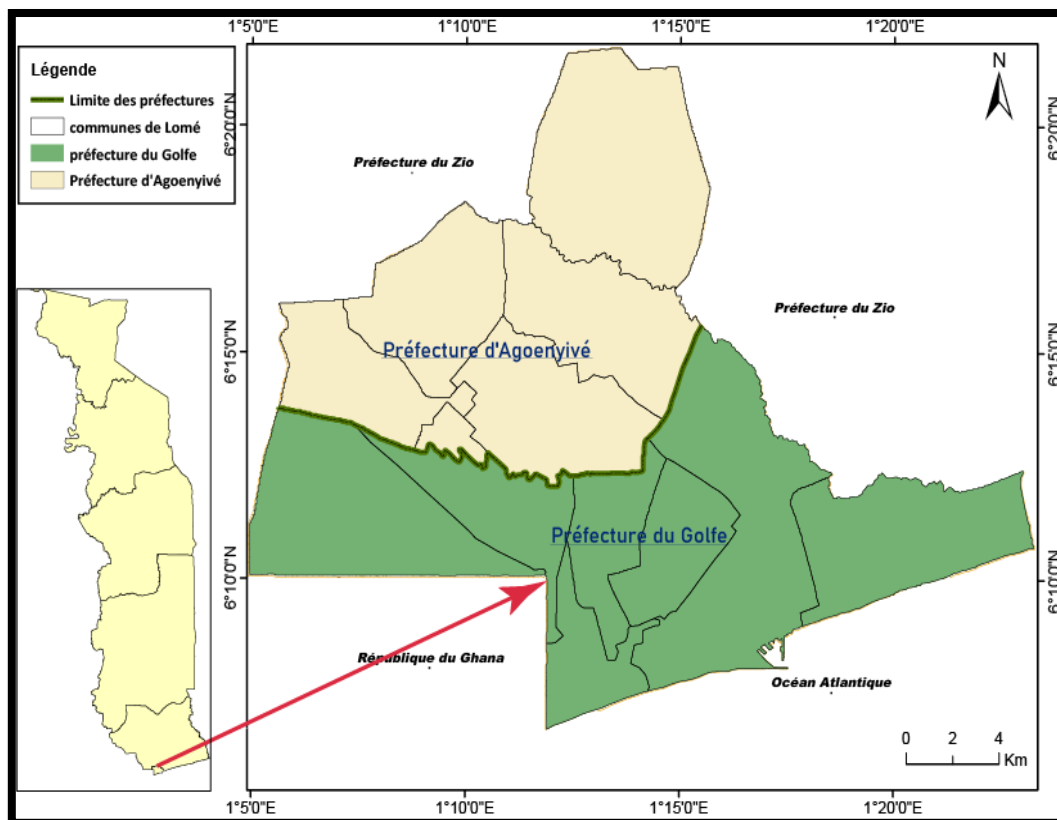 1°5'0"E
1°10'0"E
1°15'0"E
1°20'0"E
Légende
Limite des préfectures
communes de Lomé
préfecture du Golfe
Préfecture d'Agoenyivé
N
6°20'0"N
6°20'0"N
Préfecture du Zio
Préfecture du Zio
6°15'0"N
6°15'0"N
Préfecture d'Agoenyivé
Préfecture du Golfe
6°10'0"N
6°10'0"N
République du Ghana
Océan Atlantique
0 2 4
Km
1°5'0"E
1°10'0"E
1°15'0"E
1°20'0"E